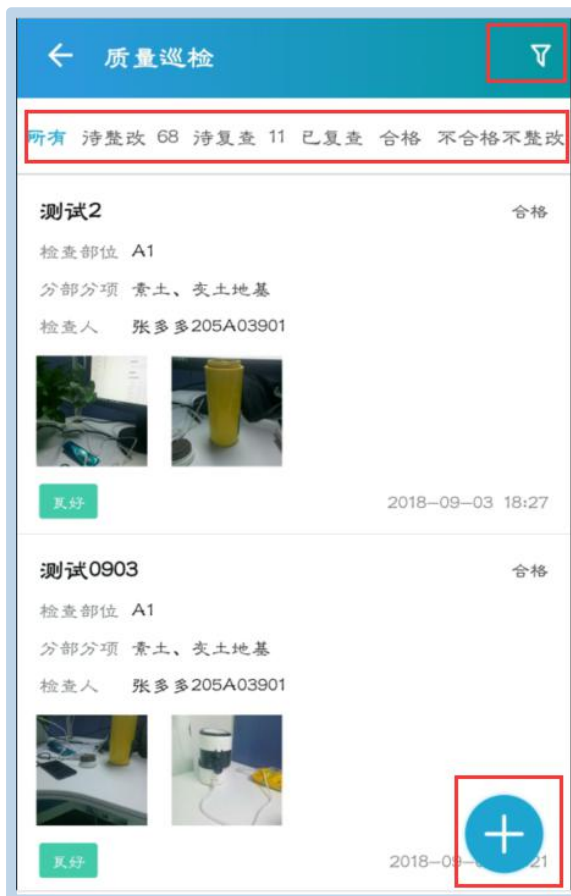 质量巡检
所有 待整改 68 待复查 11 已复查 合格 不合格不整改
测试2 合格
检查部位 A1
分部分项 素土、灰土地基
检查人 张多多205A03901
良好 2018-09-03 18:27
测试0903 合格
检查部位 A1
分部分项 素土、灰土地基
检查人 张多多205A03901
良好 2018-09- 21